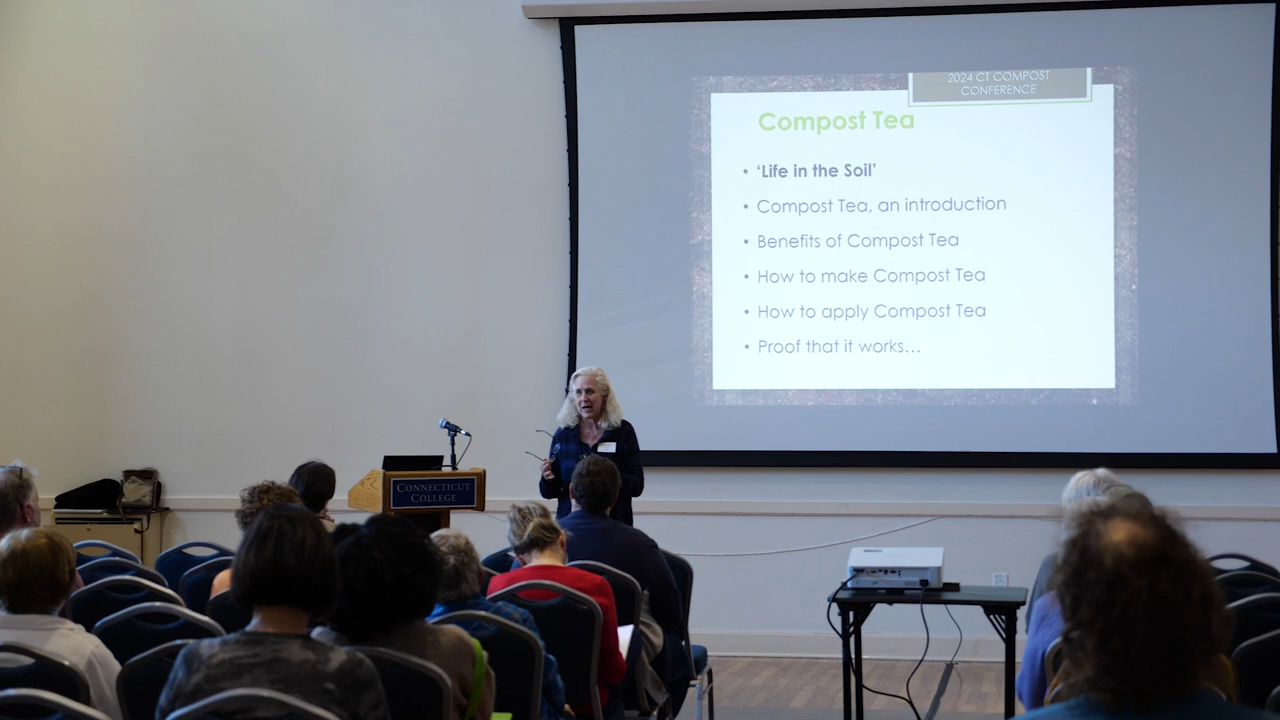 2024 CT COMPOST
CONFERENCE
Compost Tea
• ‘Life in the Soil’
• Compost Tea, an introduction
• Benefits of Compost Tea
• How to make Compost Tea
• How to apply Compost Tea
• Proof that it works...
CONNECTICUT
COLLEGE